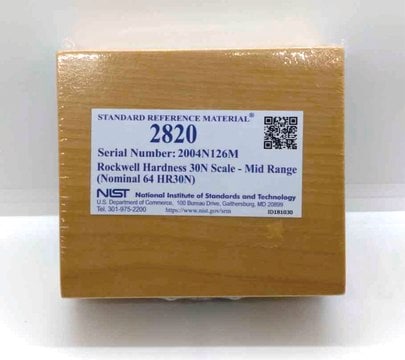 STANDARD REFERENCE MATERIAL®
2820
Serial Number: 2004N126M
Rockwell Hardness 30N Scale - Mid Range
(Nominal 64 HR30N)
NIST National Institute of Standards and Technology
U.S. Department of Commerce, 100 Bureau Drive, Gaithersburg, MD 20899
Tel. 301-975-2200 https://www.nist.gov/srm ID181030